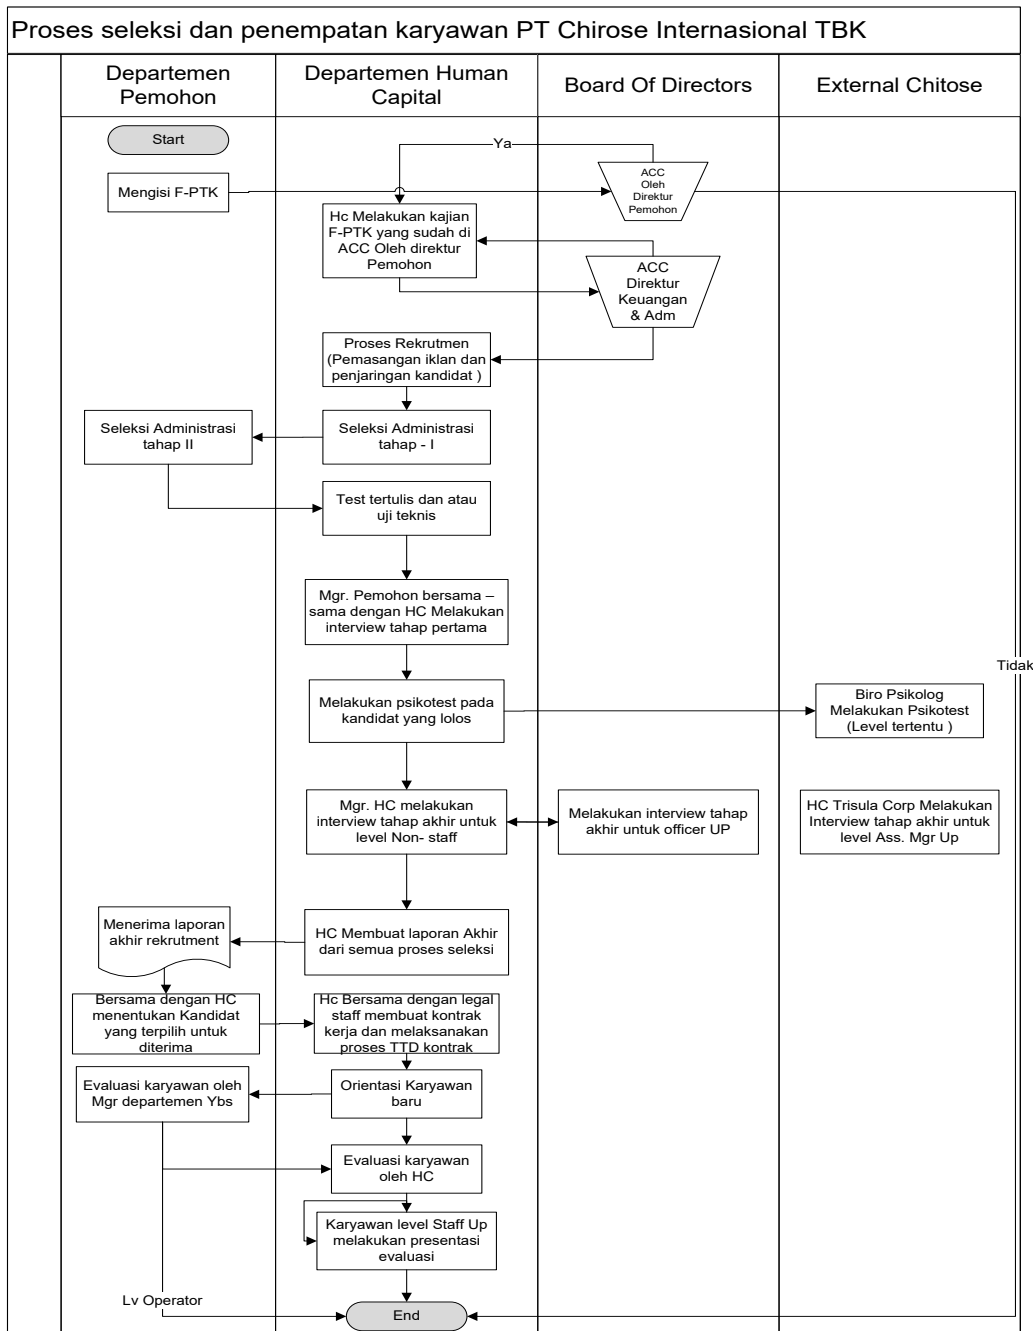 Proses seleksi dan penempatan karyawan PT Chirose Internasional TBK
Departemen
Pemohon
Departemen Human
Capital
Board Of Directors
External Chitose
Start
Ya
Mengisi F-PTK
ACC
Oleh
Direktur
Pemohon
Hc Melakukan kajian
F-PTK yang sudah di
ACC Oleh direktur
Pemohon
ACC
Direktur
Keuangan
& Adm
Proses Rekrutmen
(Pemasangan iklan dan
penjaringan kandidat )
Seleksi Administrasi
tahap II
Seleksi Administrasi
tahap - I
Test tertulis dan atau
uji teknis
Mgr. Pemohon bersama –
sama dengan HC Melakukan
interview tahap pertama
Tidak
Melakukan psikotest pada
kandidat yang lolos
Biro Psikolog
Melakukan Psikotest
(Level tertentu )
Mgr. HC melakukan
interview tahap akhir untuk
level Non- staff
Melakukan interview tahap
akhir untuk officer UP
HC Trisula Corp Melakukan
Interview tahap akhir untuk
level Ass. Mgr Up
Menerima laporan
akhir rekrutment
HC Membuat laporan Akhir
dari semua proses seleksi
Bersama dengan HC
menentukan Kandidat
yang terpilih untuk
diterima
Hc Bersama dengan legal
staff membuat kontrak
kerja dan melaksanakan
proses TTD kontrak
Evaluasi karyawan oleh
Mgr departemen Ybs
Orientasi Karyawan
baru
Evaluasi karyawan
oleh HC
Karyawan level Staff Up
melakukan presentasi
evaluasi
Lv Operator
End